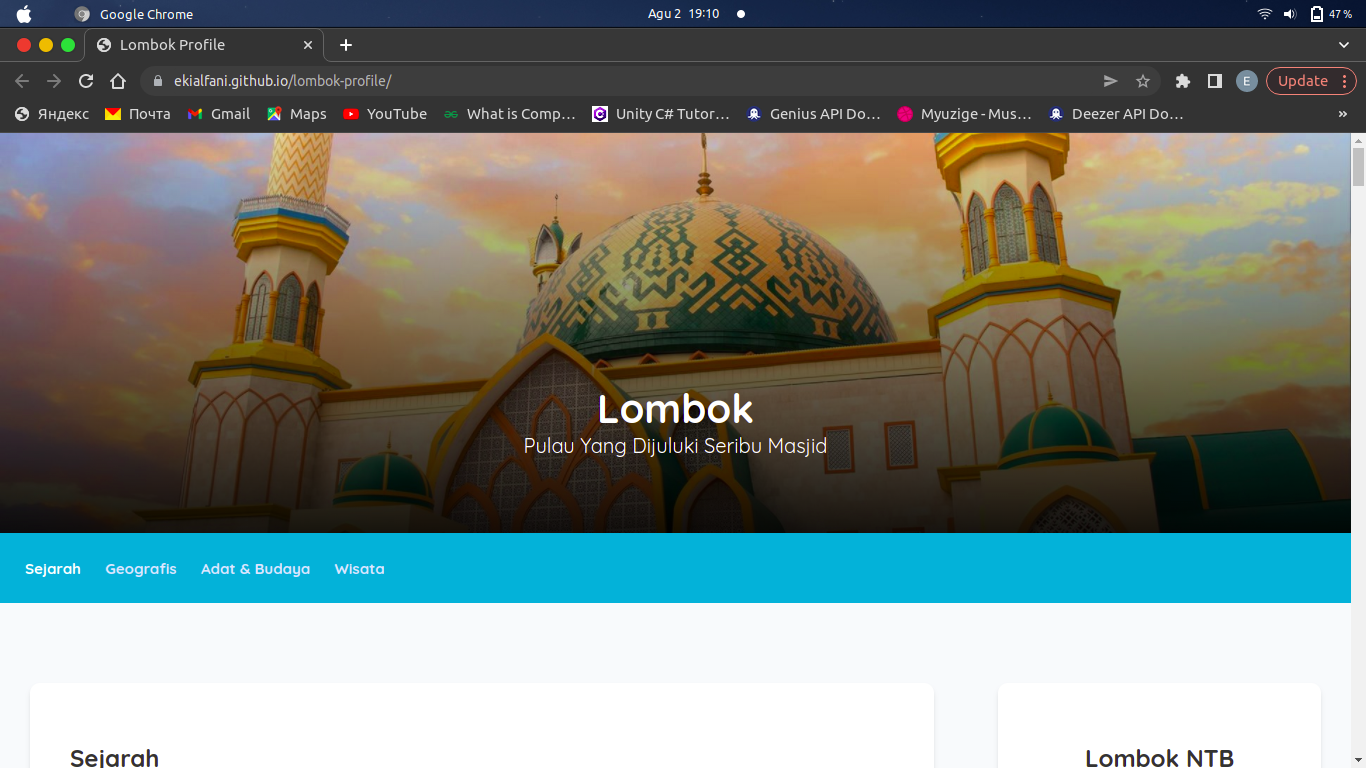 Google Chrome
Agu 2 19:10
47 %
Lombok Profile
ekialfani.github.io/lombok-profile/
E
Update
Яндекс
Почта
Gmail
Maps
YouTube
What is Comp…
Unity C# Tutor…
Genius API Do…
Myuzige - Mus…
Deezer API Do…
»
Lombok
Pulau Yang Dijuluki Seribu Masjid
Sejarah
Geografis
Adat & Budaya
Wisata
Sejarah
Lombok NTB